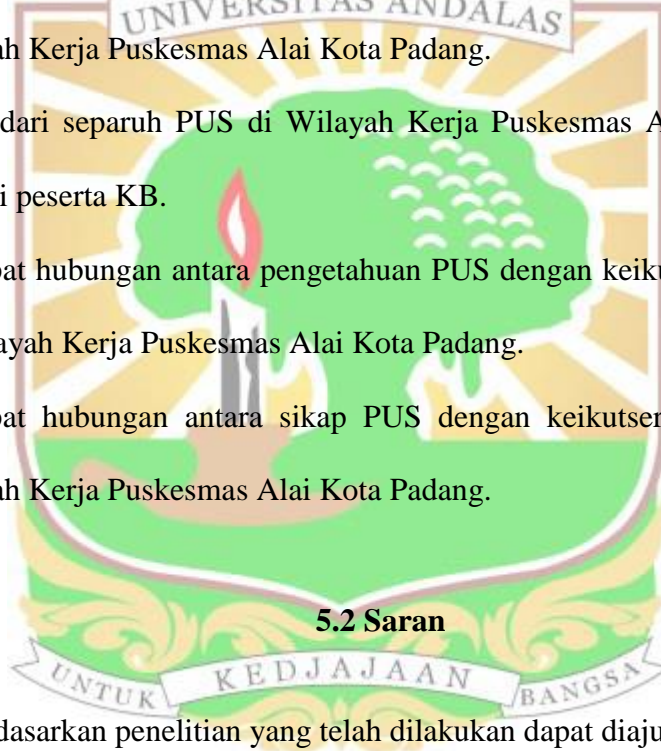 UNIVERSITAS ANDALAS
ah Kerja Puskesmas Alai Kota Padang.
dari separuh PUS di Wilayah Kerja Puskesmas A
i peserta KB.
pat hubungan antara pengetahuan PUS dengan keiku
ayah Kerja Puskesmas Alai Kota Padang.
pat hubungan antara sikap PUS dengan keikutser
ah Kerja Puskesmas Alai Kota Padang.
5.2 Saran
UNTUK KEDJAJAAN BANGSA
dasarkan penelitian yang telah dilakukan dapat diaju